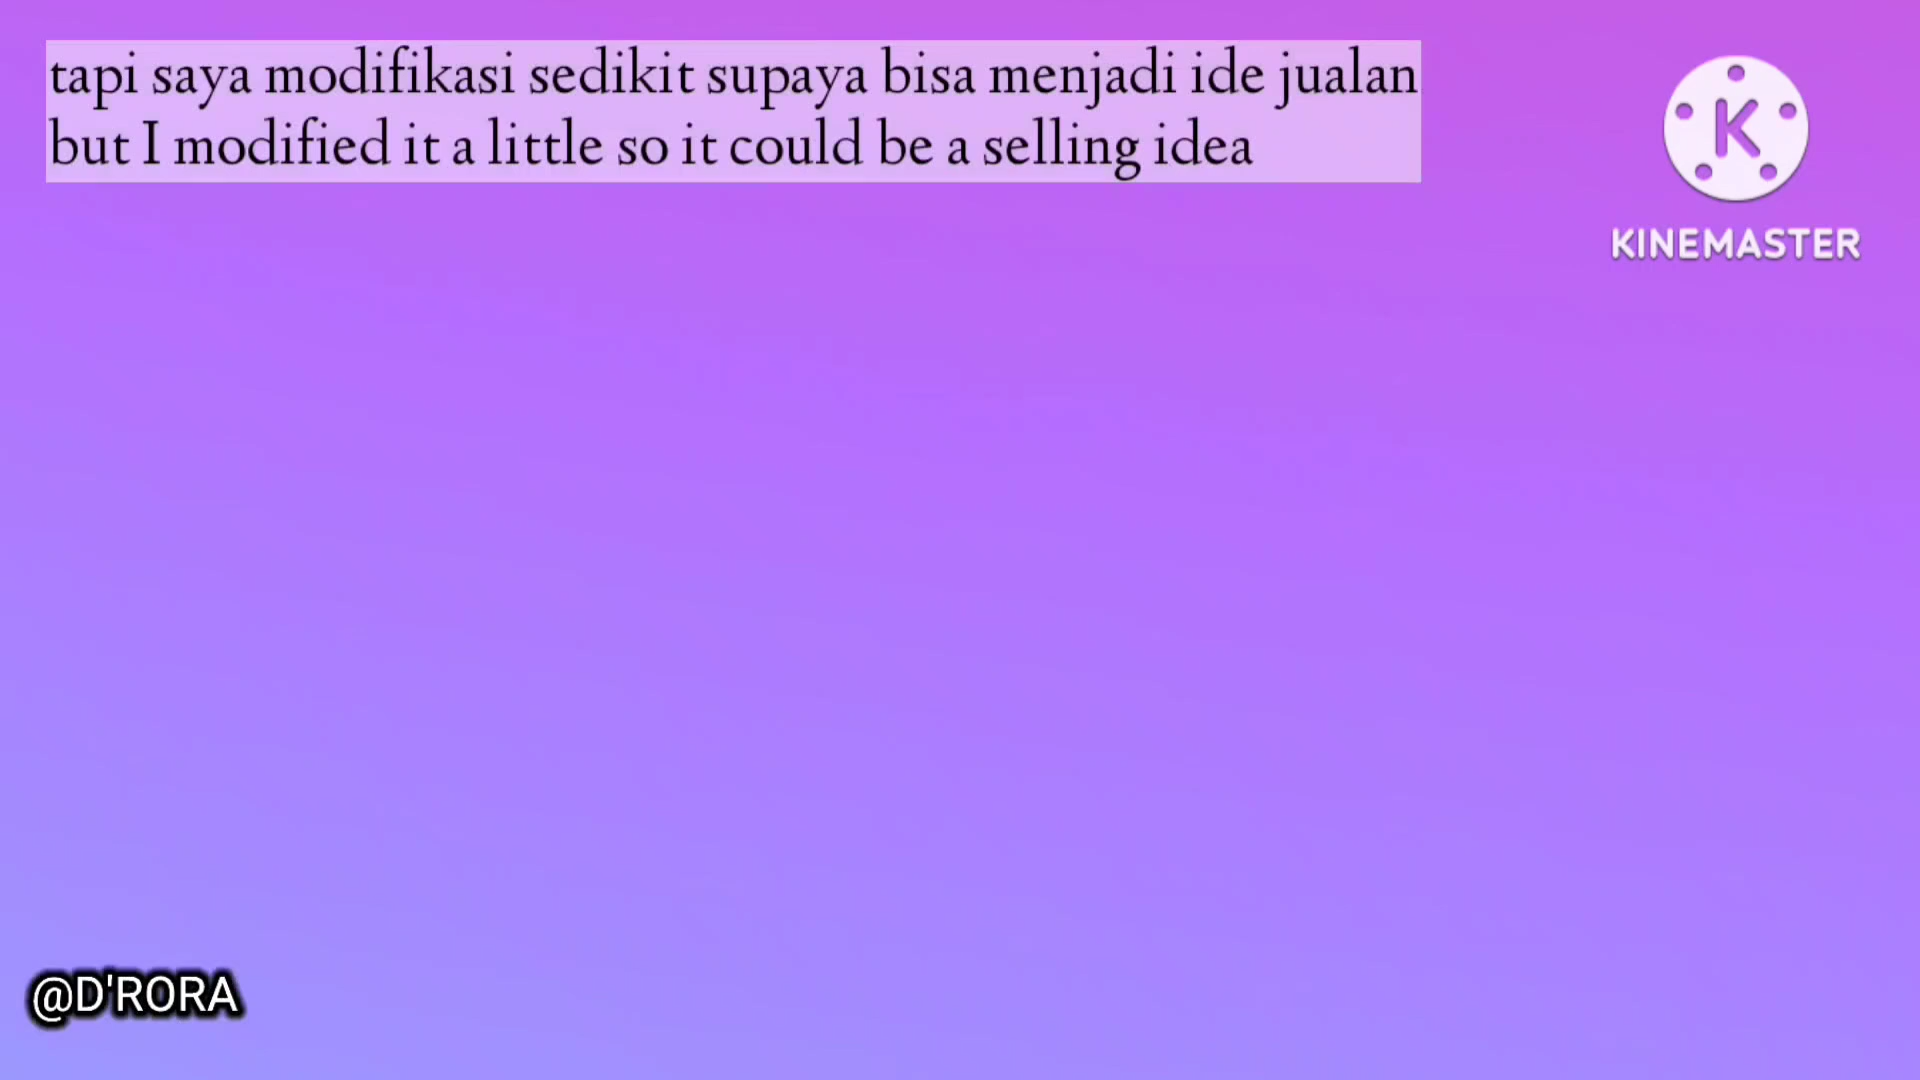 tapi saya modifikasi sedikit supaya bisa menjadi ide jualan
but I modified it a little so it could be a selling idea
K
KINEMASTER
@D'RORA